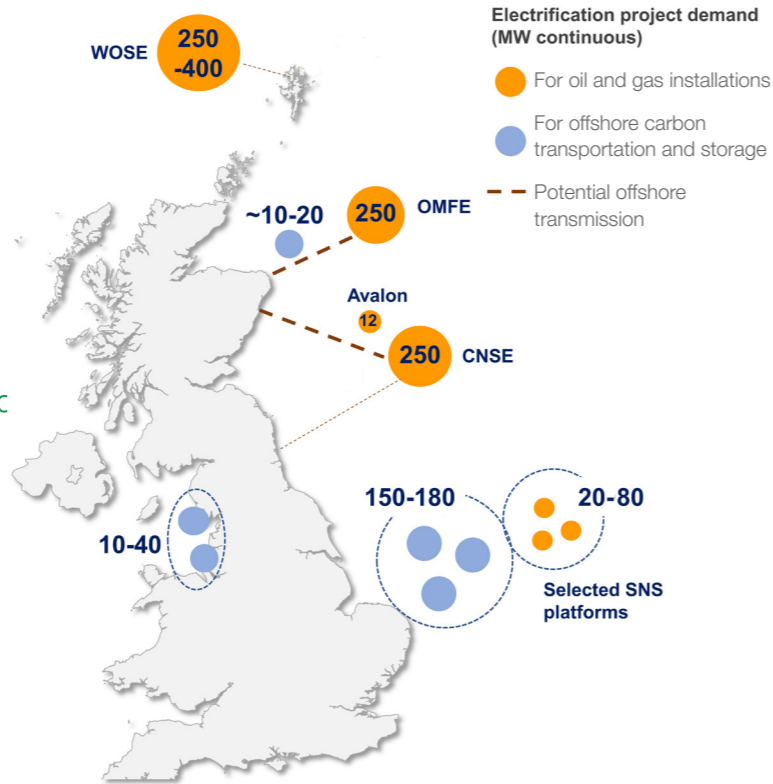 Electrification project demand
(MW continuous)
For oil and gas installations
For offshore carbon
transportation and storage
Potential offshore
transmission
WOSE
250
-400
~10-20
250
OMFE
Avalon
12
250
CNSE
C
150-180
20-80
10-40
Selected SNS
platforms